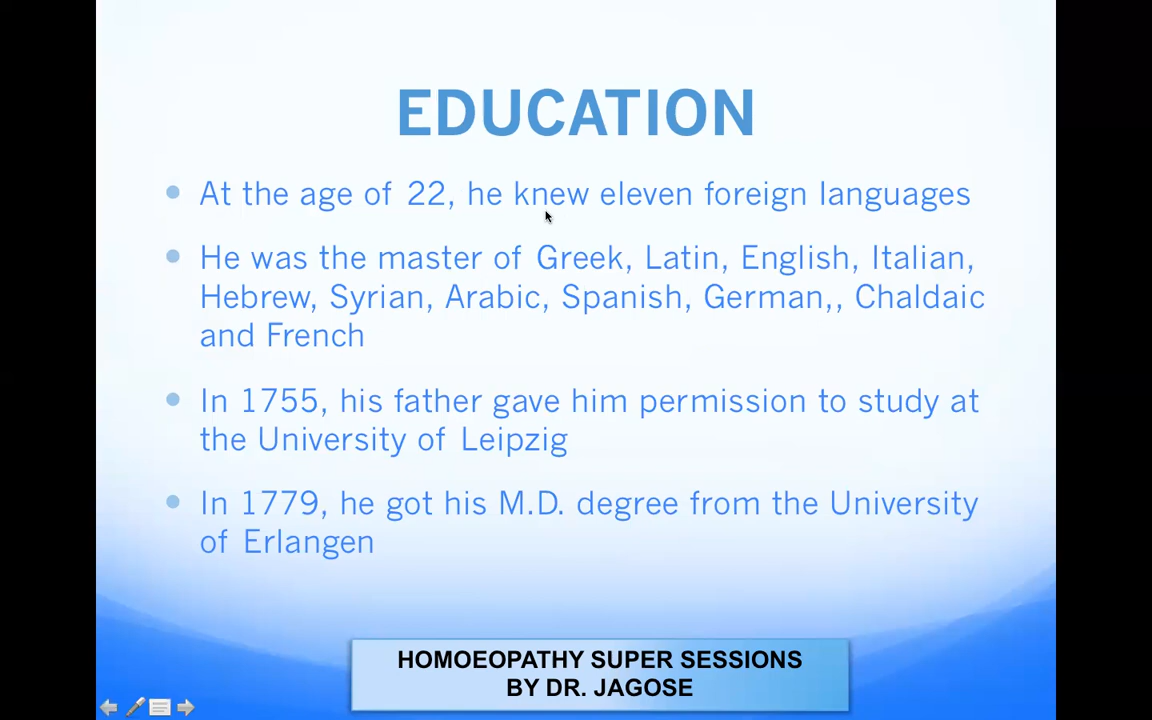 EDUCATION
At the age of 22, he knew eleven foreign languages
He was the master of Greek, Latin, English, Italian,
Hebrew, Syrian, Arabic, Spanish, German,, Chaldaic
and French
In 1755, his father gave him permission to study at
the University of Leipzig
In 1779, he got his M.D. degree from the University
of Erlangen
HOMOEOPATHY SUPER SESSIONS
BY DR. JAGOSE